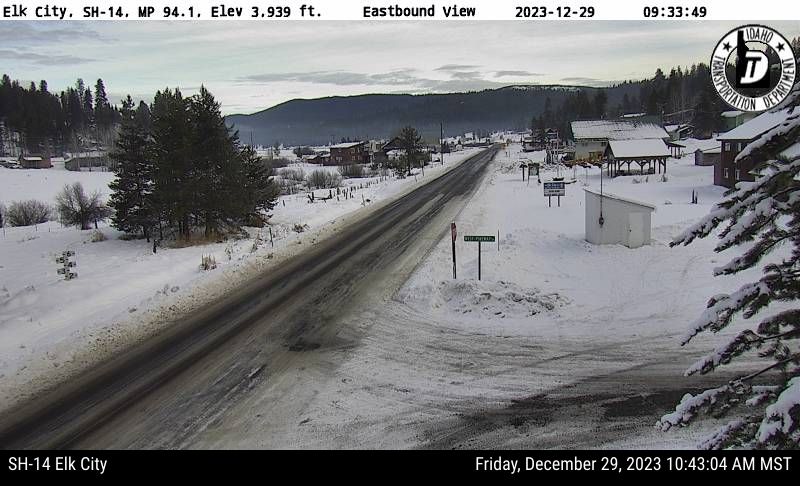 Elk City, SH-14, MP 94.1, Elev 3,939 ft. Eastbound View 2023-12-29 09:33:49
IDAHO
TRANSPORTATION DEPARTMENT
SH-14 Elk City Friday, December 29, 2023 10:43:04 AM MST